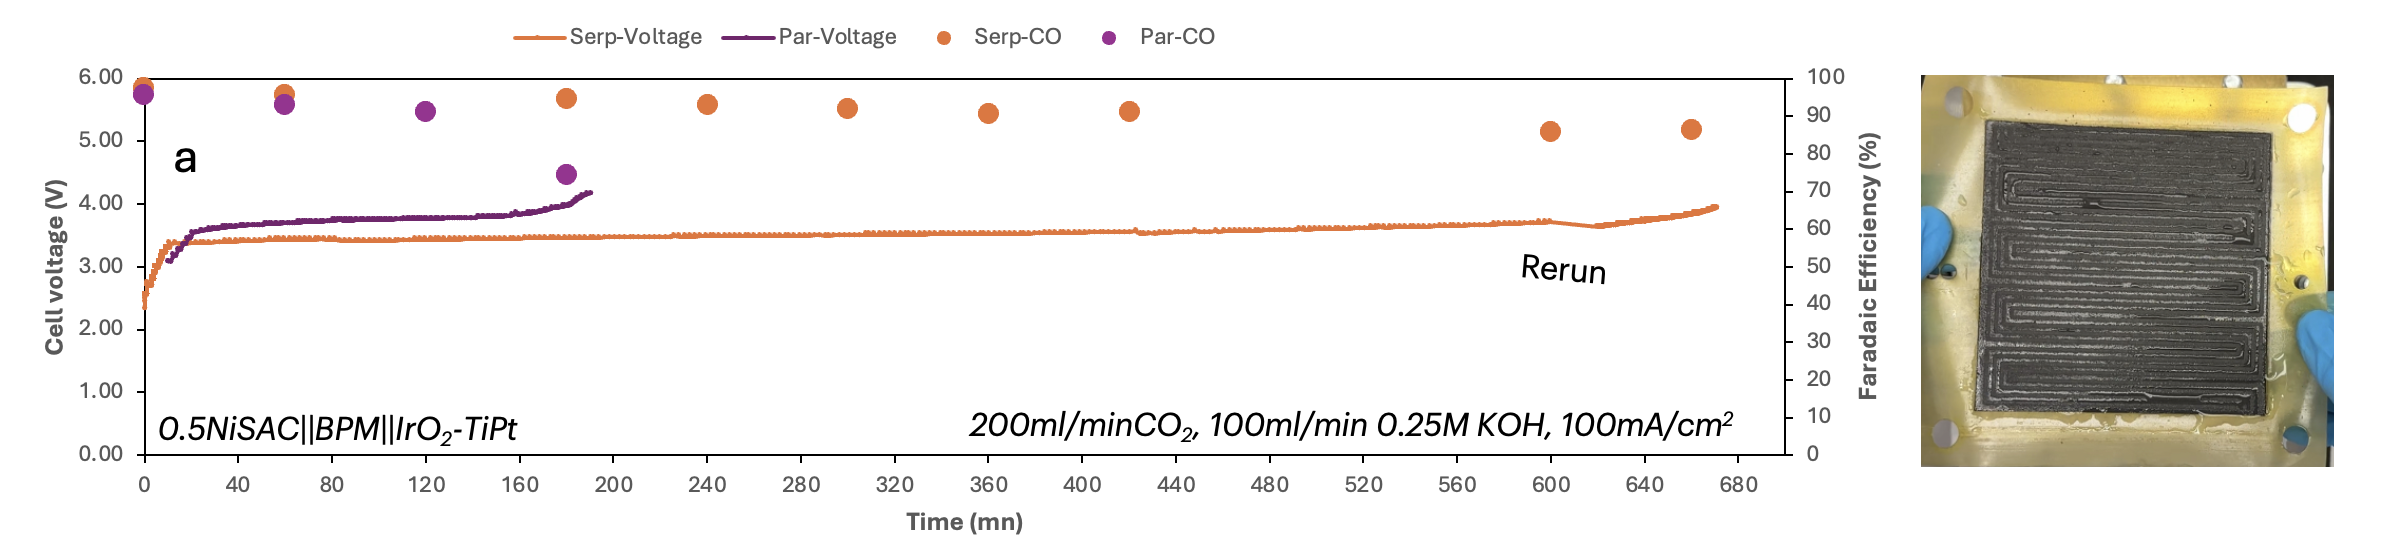 Serp-Voltage Par-Voltage Serp-CO Par-CO
6.00
5.00
4.00
3.00
2.00
1.00
0.00
Cell voltage (V)
a
Rerun
0.5NiSAC||BPM||IrO₂-TiPt
200ml/minCO₂, 100ml/min 0.25M KOH, 100mA/cm²
100
90
80
70
60
50
40
30
20
10
0
Faradaic Efficiency (%)
0 40 80 120 160 200 240 280 320 360 400 440 480 520 560 600 640 680
Time (mn)